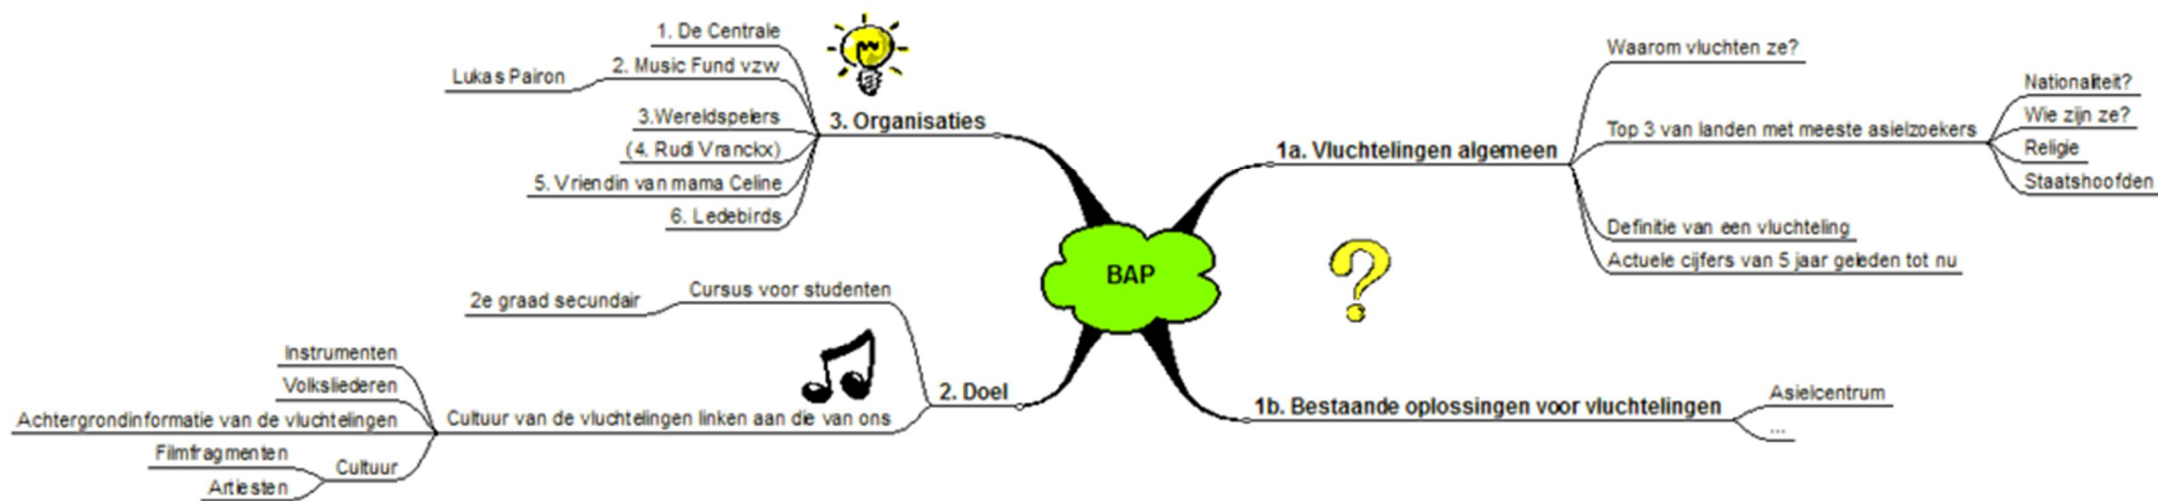 BAP
1a. Vluchtelingen algemeen
Waarom vluchten ze?
Top 3 van landen met meeste asielzoekers
Nationaliteit?
Wie zijn ze?
Religie
Staatshoofden
Definitie van een vluchteling
Actuele cijfers van 5 jaar geleden tot nu
1b. Bestaande oplossingen voor vluchtelingen
Asielcentrum
...
2. Doel
Cursus voor studenten
2e graad secundair
Cultuur van de vluchtelingen linken aan die van ons
Instrumenten
Volksliederen
Achtergrondinformatie van de vluchtelingen
Cultuur
Filmfragmenten
Artiesten
3. Organisaties
1. De Centrale
2. Music Fund vzw
Lukas Pairon
3.Wereldspelers
(4. Rudi Vranckx)
5. Vriendin van mama Celine
6. Ledebirds